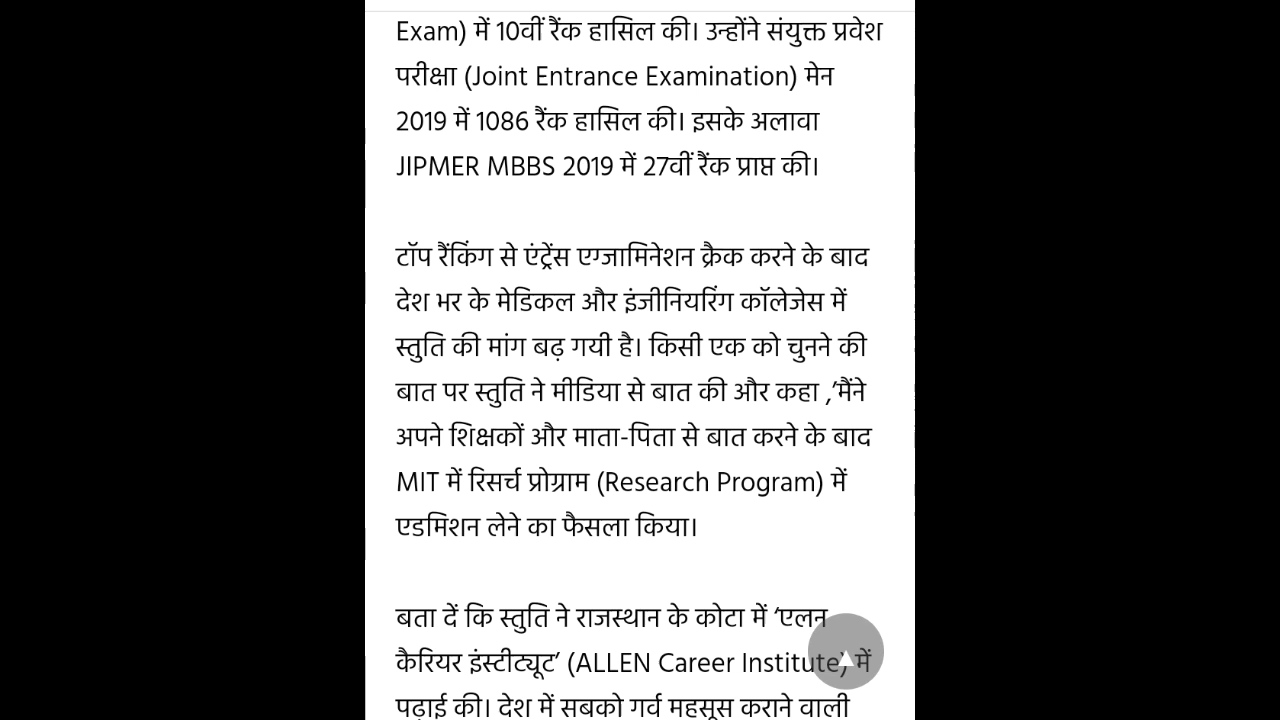 Exam) में 10वीं रैंक हासिल की। उन्होंने संयुक्त प्रवेश
परीक्षा (Joint Entrance Examination) मेन
2019 में 1086 रैंक हासिल की। इसके अलावा
JIPMER MBBS 2019 में 27वीं रैंक प्राप्त की।
टॉप रैंकिंग से एंट्रेंस एग्जामिनेशन क्रैक करने के बाद
देश भर के मेडिकल और इंजीनियरिंग कॉलेजेस में
स्तुति की मांग बढ़ गयी है। किसी एक को चुनने की
बात पर स्तुति ने मीडिया से बात की और कहा ,’मैंने
अपने शिक्षकों और माता-पिता से बात करने के बाद
MIT में रिसर्च प्रोग्राम (Research Program) में
एडमिशन लेने का फैसला किया।
बता दें कि स्तुति ने राजस्थान के कोटा में ‘एलन
कैरियर इंस्टीट्यूट’ (ALLEN Career Institute) में
पढ़ाई की। देश में सबको गर्व महसूस कराने वाली